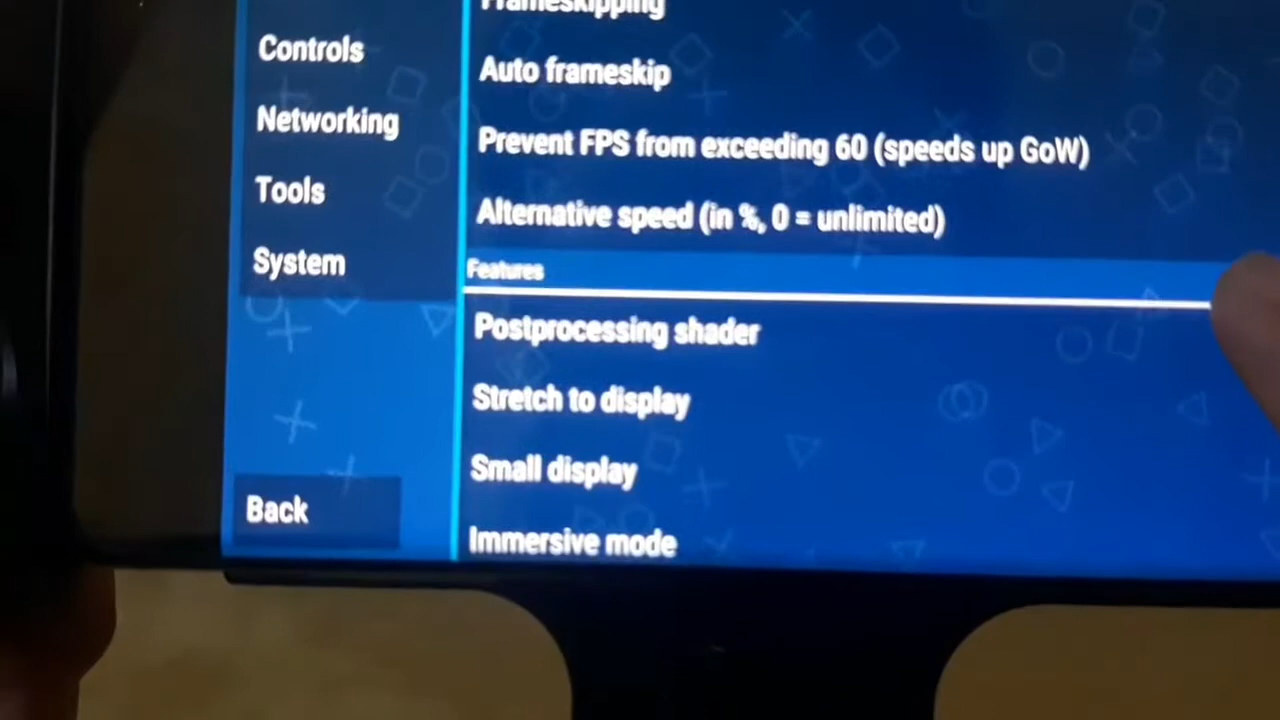 Controls
Networking
Tools
System
Back
Frameskipping
Auto frameskip
Prevent FPS from exceeding 60 (speeds up GoW)
Alternative speed (in %, 0 = unlimited)
Features
Postprocessing shader
Stretch to display
Small display
Immersive mode